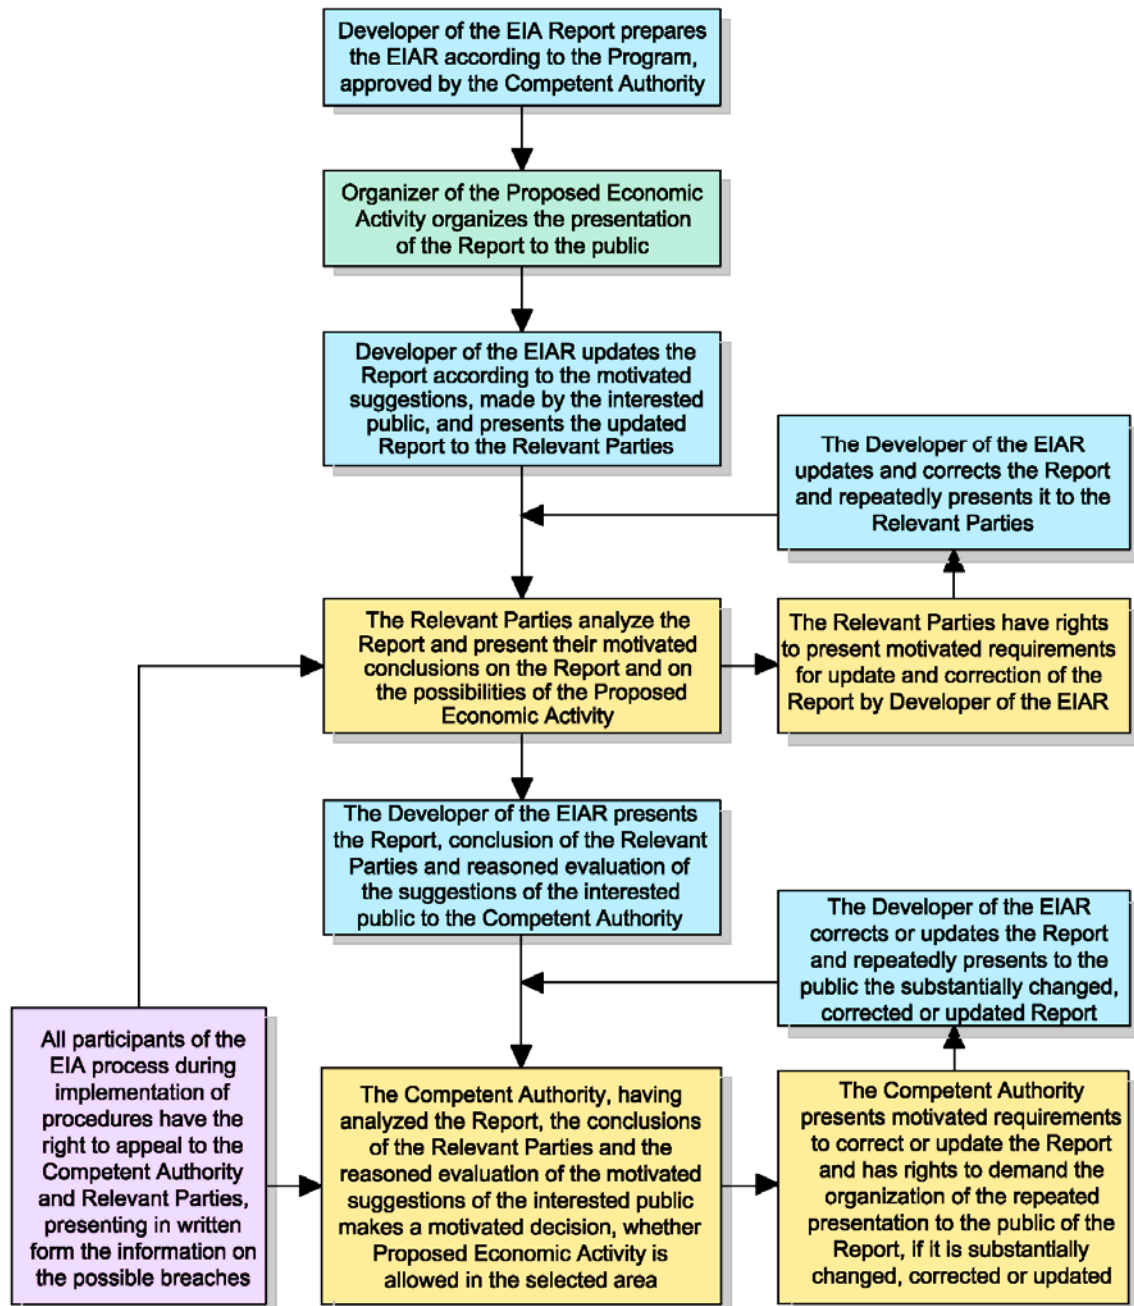 Developer of the EIA Report prepares
the EIAR according to the Program,
approved by the Competent Authority
Organizer of the Proposed Economic
Activity organizes the presentation
of the Report to the public
Developer of the EIAR updates the
Report according to the motivated
suggestions, made by the interested
public, and presents the updated
Report to the Relevant Parties
The Developer of the EIAR
updates and corrects the Report
and repeatedly presents it to the
Relevant Parties
The Relevant Parties analyze the
Report and present their motivated
conclusions on the Report and on
the possibilities of the Proposed
Economic Activity
The Relevant Parties have rights
to present motivated requirements
for update and correction of the
Report by Developer of the EIAR
The Developer of the EIAR presents
the Report, conclusion of the Relevant
Parties and reasoned evaluation of
the suggestions of the interested
public to the Competent Authority
The Developer of the EIAR
corrects or updates the Report
and repeatedly presents to the
public the substantially changed,
corrected or updated Report
All participants of the
EIA process during
implementation of
procedures have the
right to appeal to the
Competent Authority
and Relevant Parties,
presenting in written
form the information on
the possible breaches
The Competent Authority, having
analyzed the Report, the conclusions
of the Relevant Parties and the
reasoned evaluation of the motivated
suggestions of the interested public
makes a motivated decision, whether
Proposed Economic Activity is
allowed in the selected area
The Competent Authority
presents motivated requirements
to correct or update the Report
and has rights to demand the
organization of the repeated
presentation to the public of the
Report, if it is substantially
changed, corrected or updated